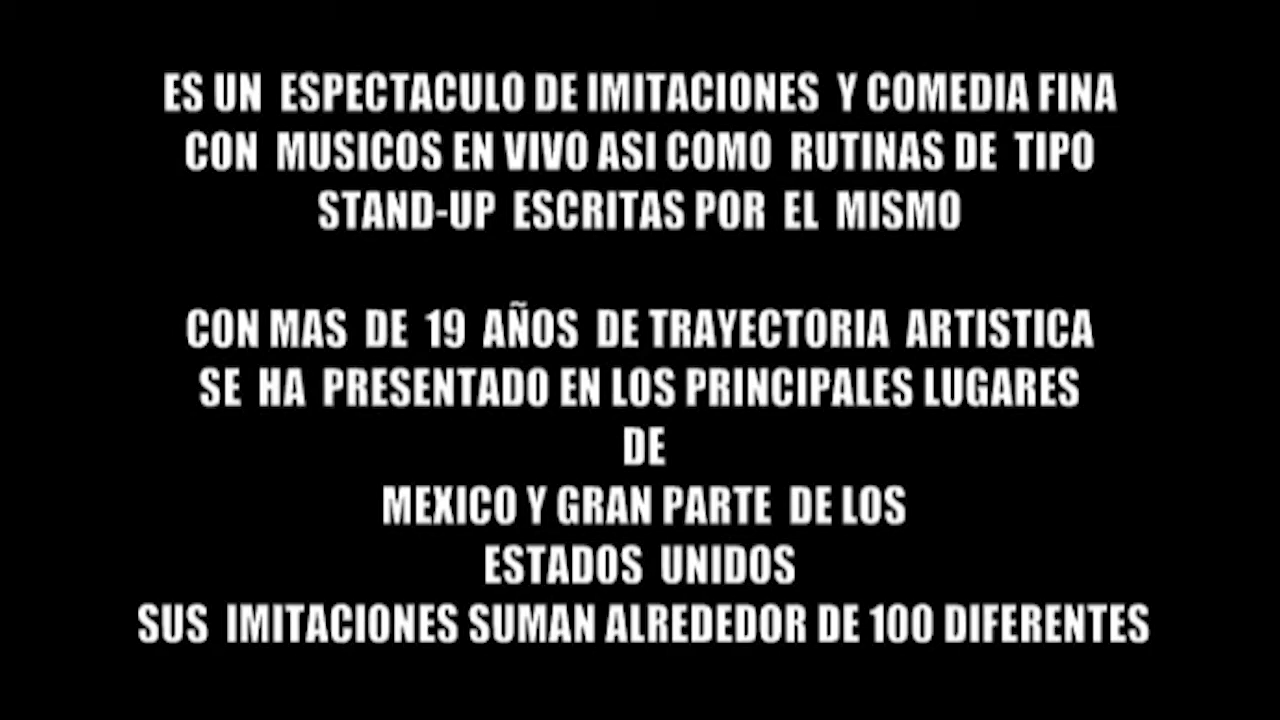 ES UN ESPECTACULO DE IMITACIONES Y COMEDIA FINA
CON MUSICOS EN VIVO ASI COMO RUTINAS DE TIPO
STAND-UP ESCRITAS POR EL MISMO
CON MAS DE 19 AÑOS DE TRAYECTORIA ARTISTICA
SE HA PRESENTADO EN LOS PRINCIPALES LUGARES
DE
MEXICO Y GRAN PARTE DE LOS
ESTADOS UNIDOS
SUS IMITACIONES SUMAN ALREDEDOR DE 100 DIFERENTES